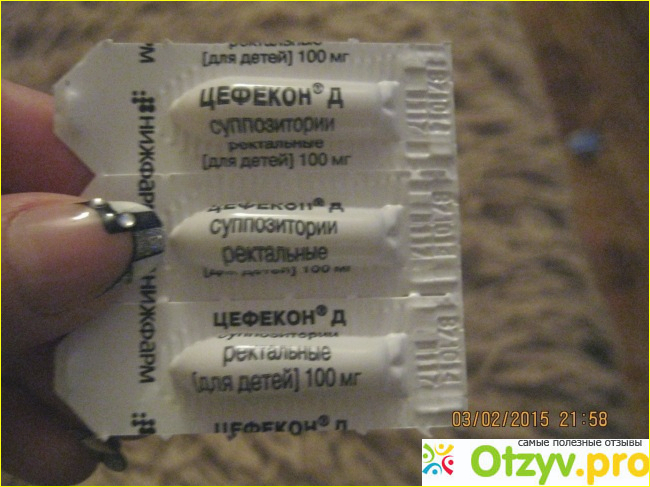 ректальные
[для детей] 100 мг
ЦЕФЕКОН® Д
суппозитории
ректальные
[для детей] 100 мг
ЦЕФЕКОН® Д
суппозитории
ректальные
[для детей] 100 мг
ЦЕФЕКОН® Д
суппозитории
ректальные
[для детей] 100 мг
ЦЕФЕКОН® Д
НИЖФАРМ
НИЖФАРМ
03/02/2015 21:58
самые полезные отзывы
Otzyv.pro